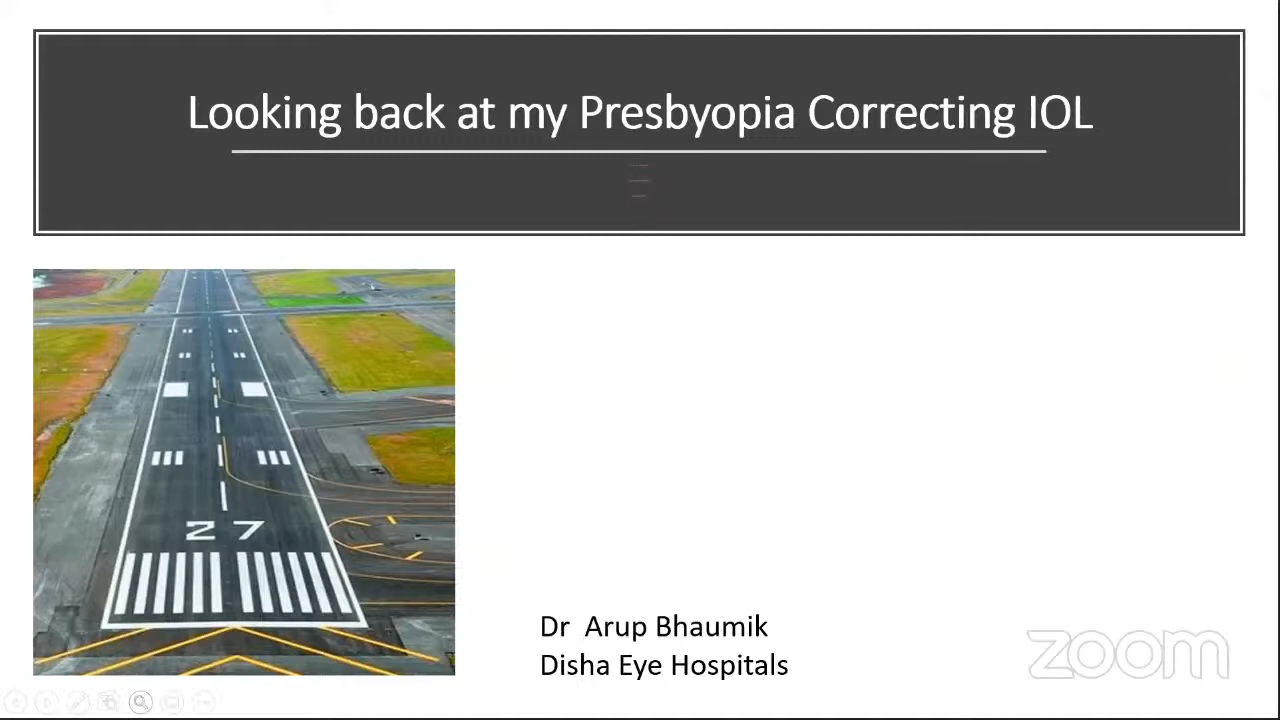 Looking back at my Presbyopia Correcting IOL
27
Dr Arup Bhaumik
Disha Eye Hospitals
zoom